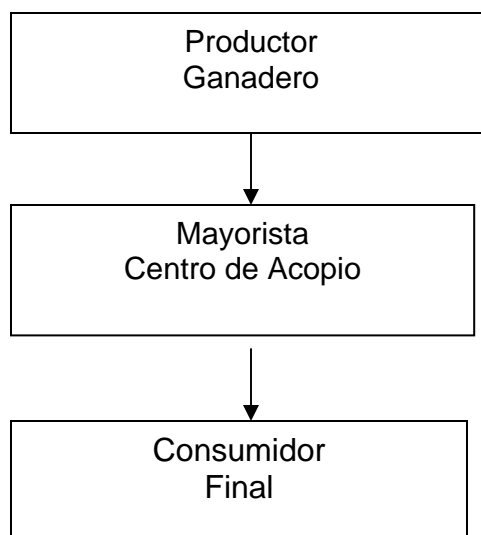 Productor
Ganadero
Mayorista
Centro de Acopio
Consumidor
Final